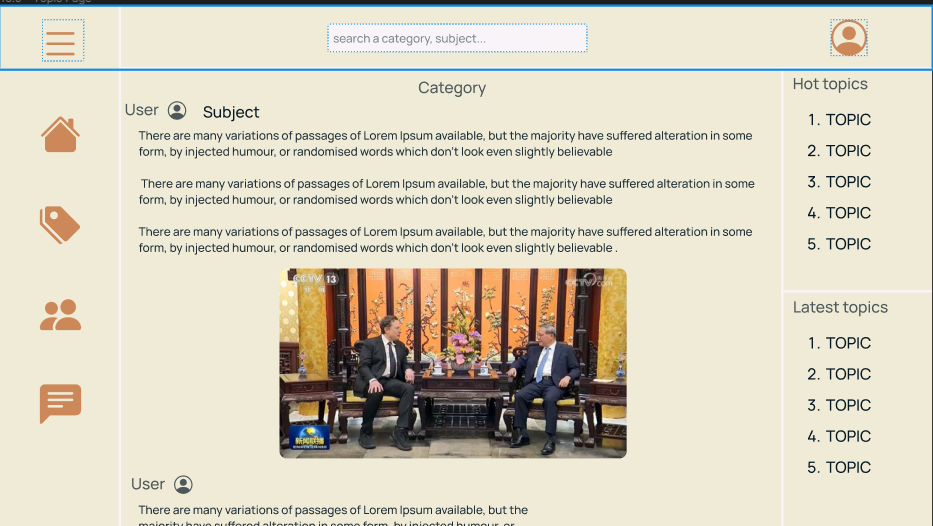 search a category, subject...
Category
User
Subject
There are many variations of passages of Lorem Ipsum available, but the majority have suffered alteration in some
form, by injected humour, or randomised words which don't look even slightly believable
There are many variations of passages of Lorem Ipsum available, but the majority have suffered alteration in some
form, by injected humour, or randomised words which don't look even slightly believable
There are many variations of passages of Lorem Ipsum available, but the majority have suffered alteration in some
form, by injected humour, or randomised words which don't look even slightly believable .
CCTV 13
CCTV
.com
新闻联播
User
There are many variations of passages of Lorem Ipsum available, but the
majority have suffered alteration in some form, by injected humour, or
Hot topics
1. TOPIC
2. TOPIC
3. TOPIC
4. TOPIC
5. TOPIC
Latest topics
1. TOPIC
2. TOPIC
3. TOPIC
4. TOPIC
5. TOPIC